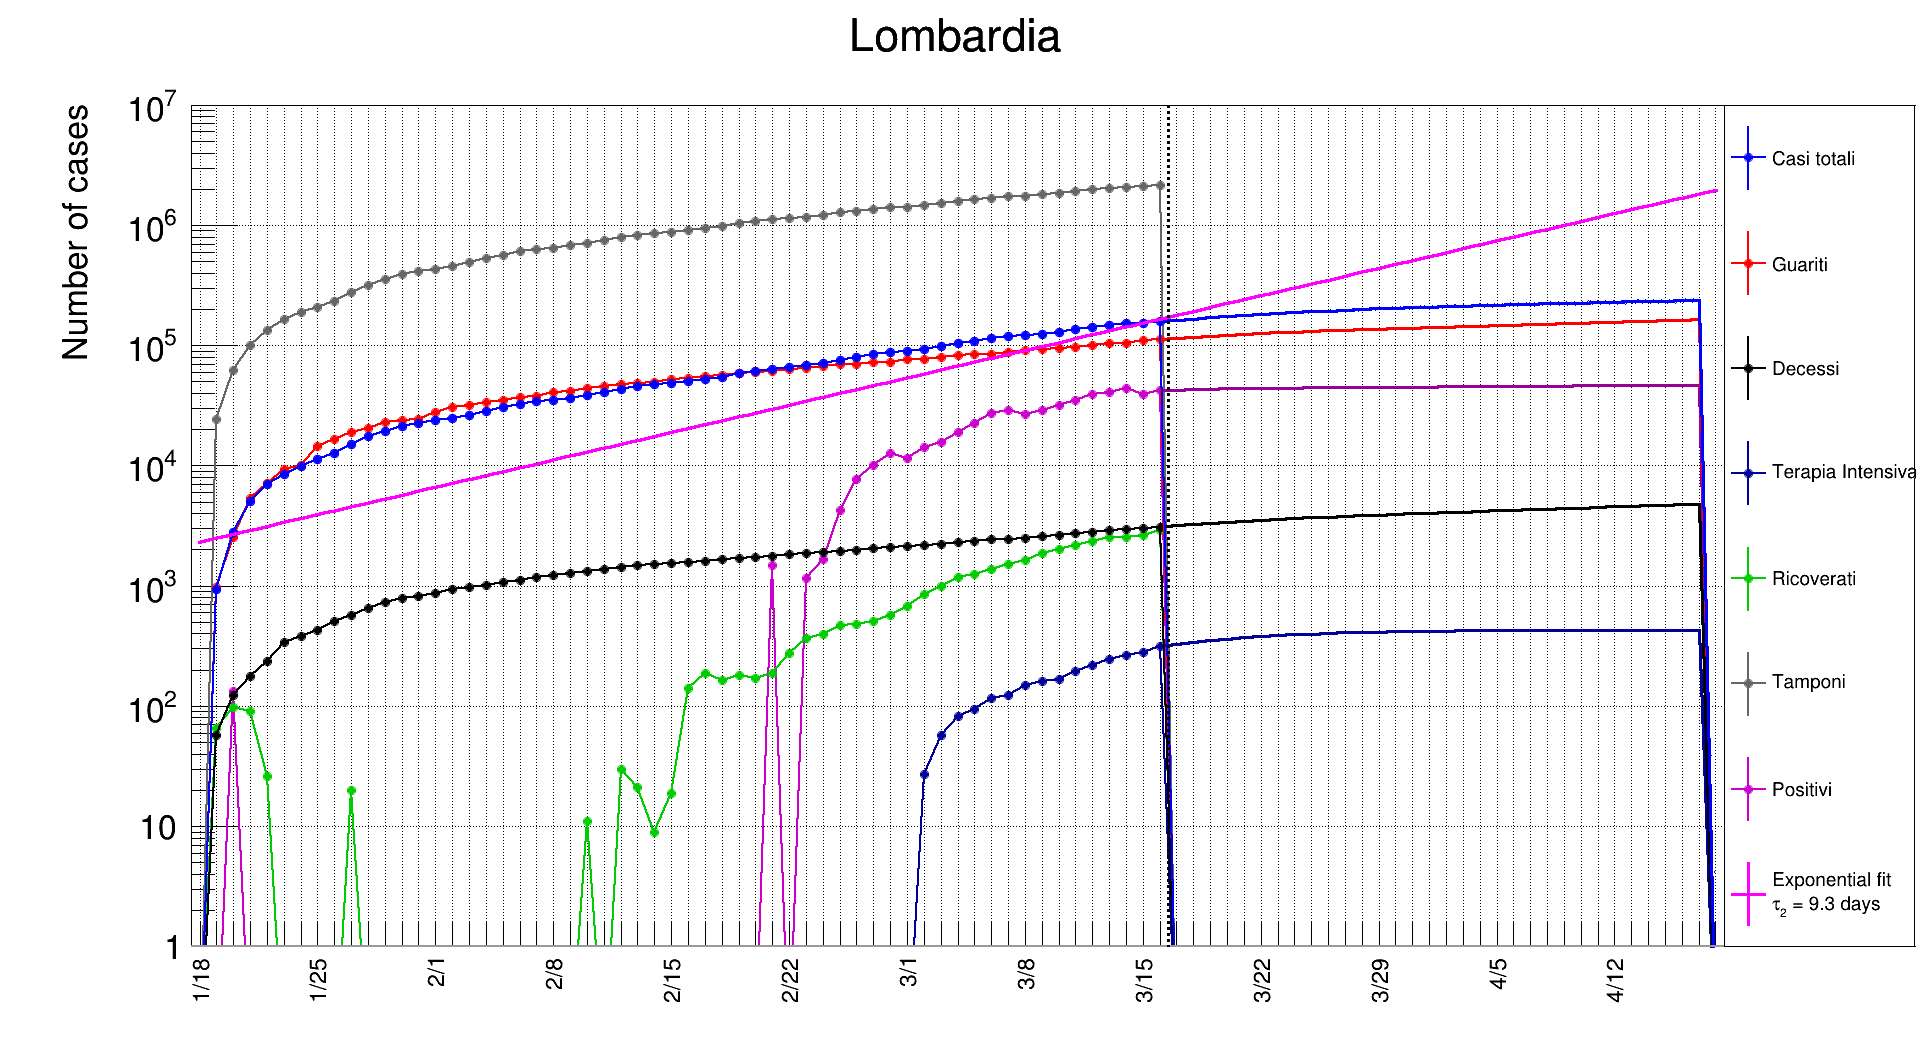 Lombardia
Number of cases
10^7
10^6
10^5
10^4
10^3
10^2
10
1
1/18 1/25 2/1 2/8 2/15 2/22 3/1 3/8 3/15 3/22 3/29 4/5 4/12
Casi totali
Guariti
Decessi
Terapia Intensiva
Ricoverati
Tamponi
Positivi
Exponential fit
τ₂ = 9.3 days